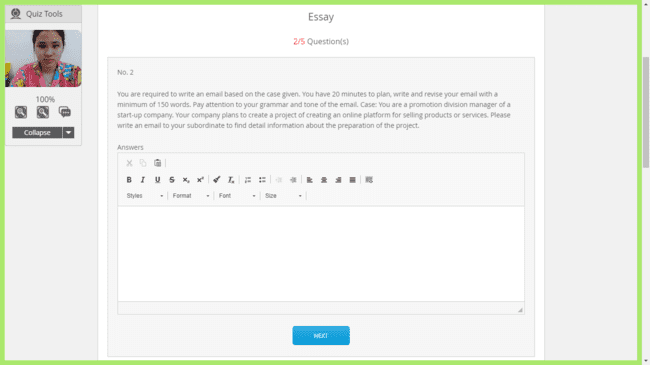 Quiz Tools
100%
Collapse
Essay
2/5 Question(s)
No. 2
You are required to write an email based on the case given. You have 20 minutes to plan, write and revise your email with a
minimum of 150 words. Pay attention to your grammar and tone of the email. Case: You are a promotion division manager of a
start-up company. Your company plans to create a project of creating an online platform for selling products or services. Please
write an email to your subordinate to find detail information about the preparation of the project.
Answers
B I U S x₂ x² Tx
Styles Format Font Size
NEXT